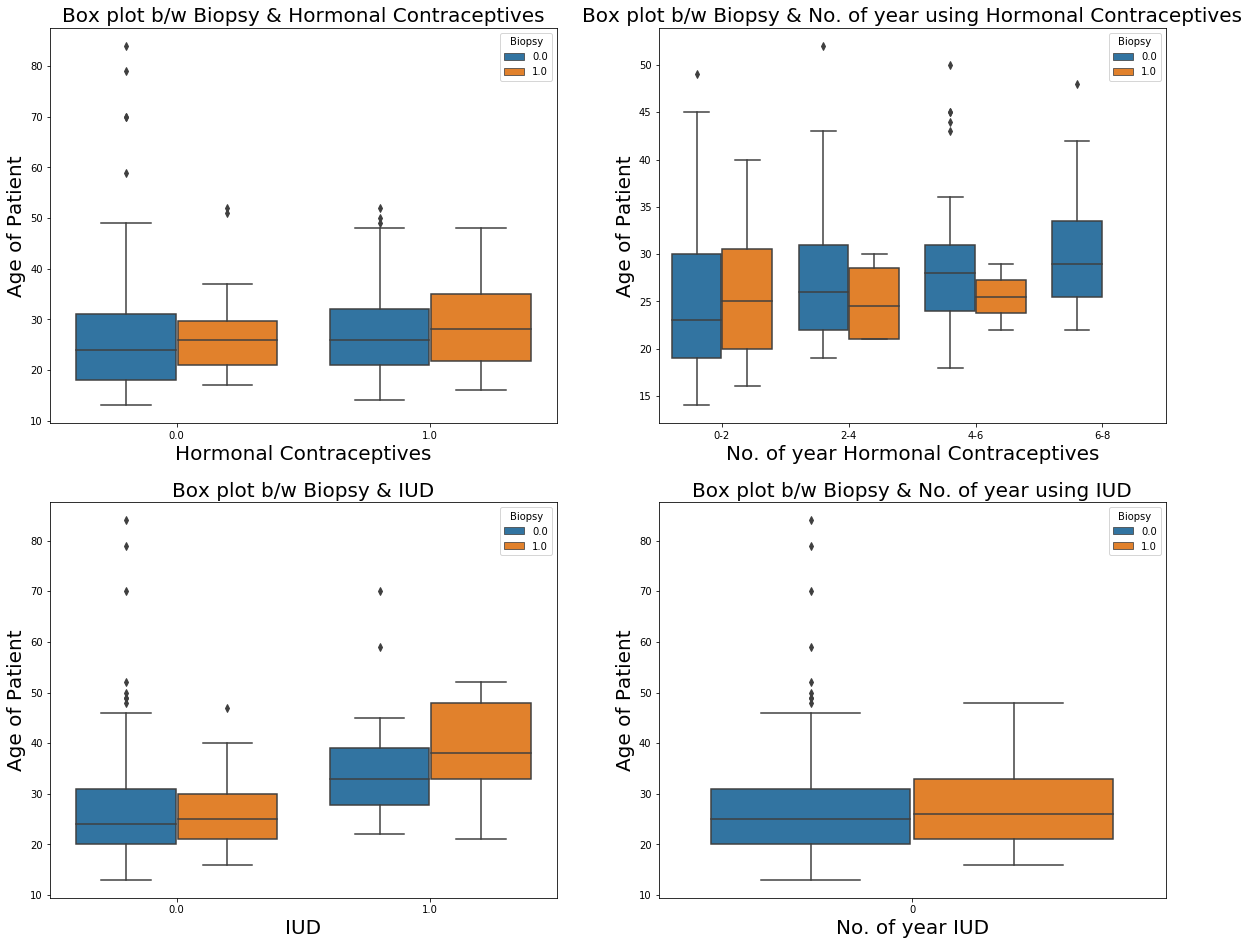 Box plot b/w Biopsy & Hormonal Contraceptives
Age of Patient
80
70
60
50
40
30
20
10
Biopsy
0.0
1.0
0.0 1.0
Hormonal Contraceptives
Box plot b/w Biopsy & No. of year using Hormonal Contraceptives
Age of Patient
50
45
40
35
30
25
20
15
Biopsy
0.0
1.0
0-2 2-4 4-6 6-8
No. of year Hormonal Contraceptives
Box plot b/w Biopsy & IUD
Age of Patient
80
70
60
50
40
30
20
10
Biopsy
0.0
1.0
0.0 1.0
IUD
Box plot b/w Biopsy & No. of year using IUD
Age of Patient
80
70
60
50
40
30
20
10
Biopsy
0.0
1.0
0
No. of year IUD